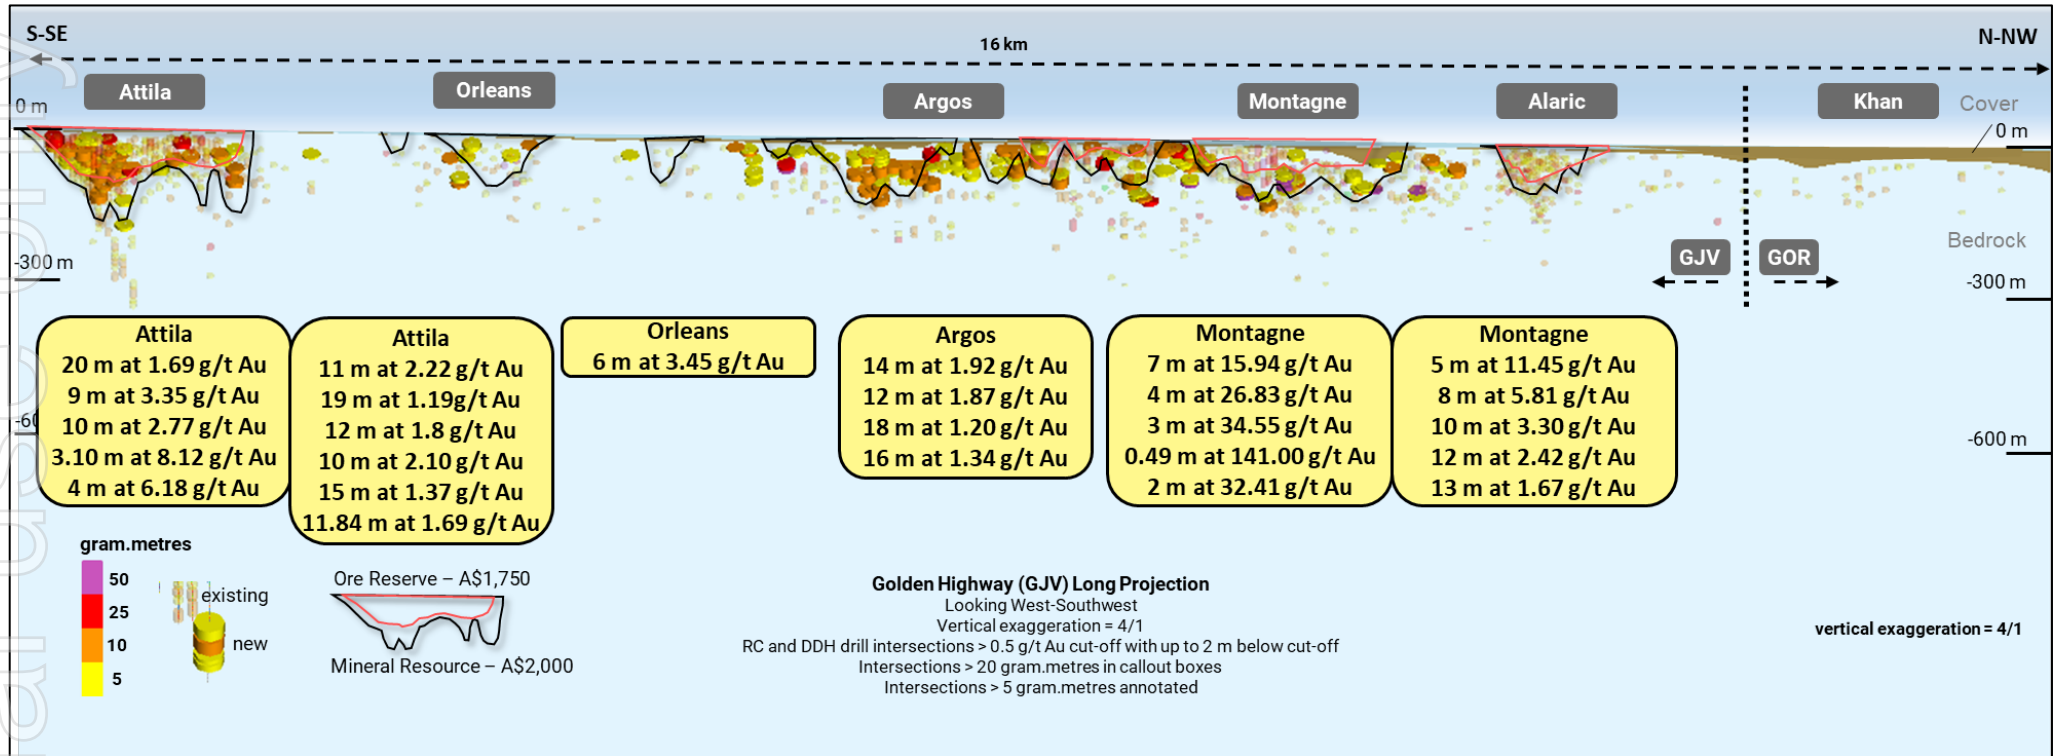 S-SE
N-NW
16 km
Attila
Orleans
Argos
Montagne
Alaric
Khan
Cover
0 m
0 m
Bedrock
GJV
GOR
-300 m
-300 m
Attila
20 m at 1.69 g/t Au
9 m at 3.35 g/t Au
10 m at 2.77 g/t Au
3.10 m at 8.12 g/t Au
4 m at 6.18 g/t Au
Attila
11 m at 2.22 g/t Au
19 m at 1.19g/t Au
12 m at 1.8 g/t Au
10 m at 2.10 g/t Au
15 m at 1.37 g/t Au
11.84 m at 1.69 g/t Au
Orleans
6 m at 3.45 g/t Au
Argos
14 m at 1.92 g/t Au
12 m at 1.87 g/t Au
18 m at 1.20 g/t Au
16 m at 1.34 g/t Au
Montagne
7 m at 15.94 g/t Au
4 m at 26.83 g/t Au
3 m at 34.55 g/t Au
0.49 m at 141.00 g/t Au
2 m at 32.41 g/t Au
Montagne
5 m at 11.45 g/t Au
8 m at 5.81 g/t Au
10 m at 3.30 g/t Au
12 m at 2.42 g/t Au
13 m at 1.67 g/t Au
-60
-600 m
gram.metres
50
25
10
5
existing
new
Ore Reserve – A$1,750
Mineral Resource – A$2,000
Golden Highway (GJV) Long Projection
Looking West-Southwest
Vertical exaggeration = 4/1
RC and DDH drill intersections > 0.5 g/t Au cut-off with up to 2 m below cut-off
Intersections > 20 gram.metres in callout boxes
Intersections > 5 gram.metres annotated
vertical exaggeration = 4/1